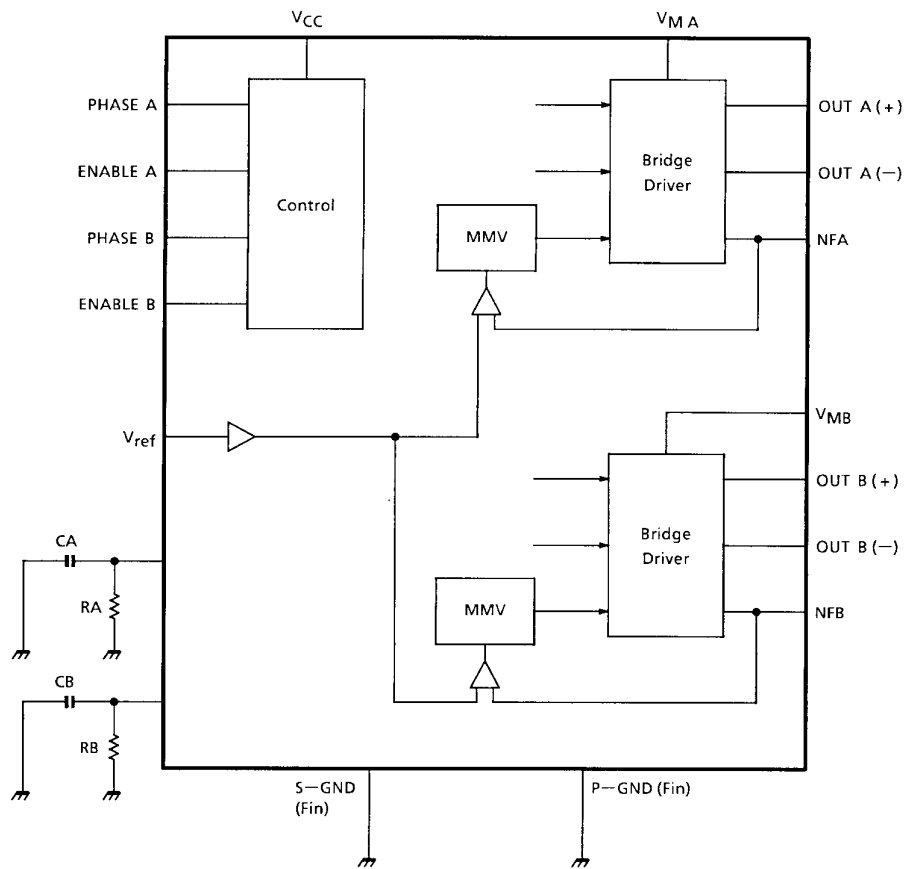 VCC
VM A
PHASE A
ENABLE A
PHASE B
ENABLE B
Control
Bridge
Driver
OUT A (+)
OUT A (—)
NFA
MMV
Vref
VMB
Bridge
Driver
OUT B (+)
OUT B (—)
NFB
MMV
CA
RA
CB
RB
S—GND
(Fin)
P—GND (Fin)